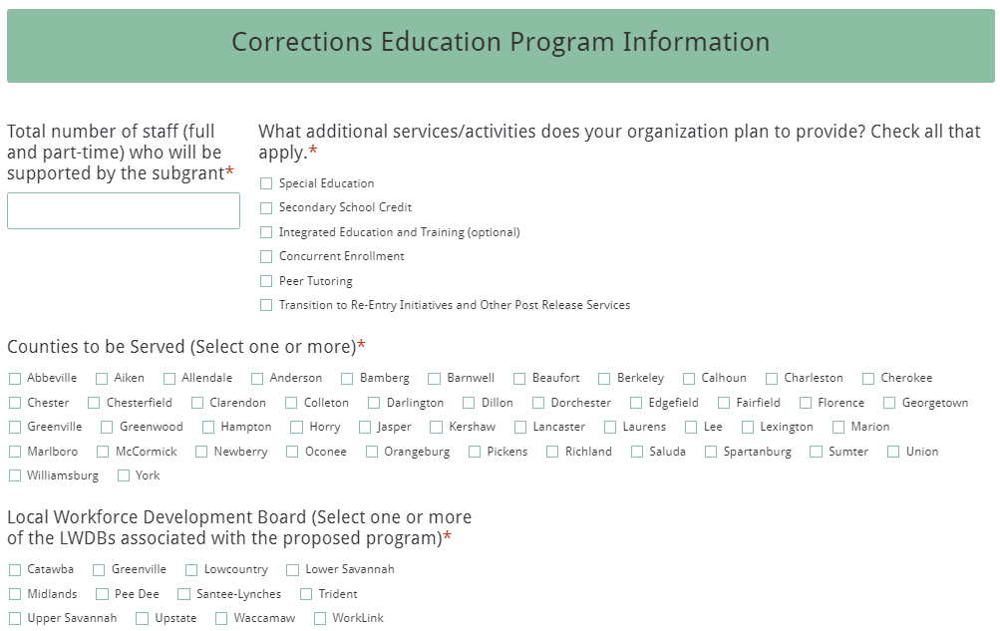 Corrections Education Program Information
Total number of staff (full
and part-time) who will be
supported by the subgrant*
What additional services/activities does your organization plan to provide? Check all that
apply.*
Special Education
Secondary School Credit
Integrated Education and Training (optional)
Concurrent Enrollment
Peer Tutoring
Transition to Re-Entry Initiatives and Other Post Release Services
Counties to be Served (Select one or more)*
Abbeville Aiken Allendale Anderson Bamberg Barnwell Beaufort Berkeley Calhoun Charleston Cherokee
Chester Chesterfield Clarendon Colleton Darlington Dillon Dorchester Edgefield Fairfield Florence Georgetown
Greenville Greenwood Hampton Horry Jasper Kershaw Lancaster Laurens Lee Lexington Marion
Marlboro McCormick Newberry Oconee Orangeburg Pickens Richland Saluda Spartanburg Sumter Union
Williamsburg York
Local Workforce Development Board (Select one or more
of the LWDBs associated with the proposed program)*
Catawba Greenville Lowcountry Lower Savannah
Midlands Pee Dee Santee-Lynches Trident
Upper Savannah Upstate Waccamaw WorkLink